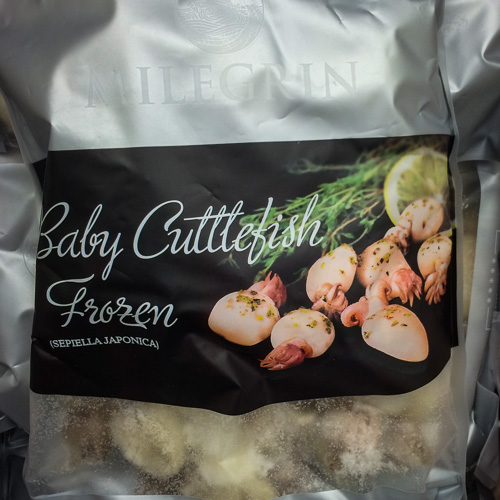 MILEGRIN
Baby Cuttlefish
Frozen
(SEPIELLA JAPONICA)